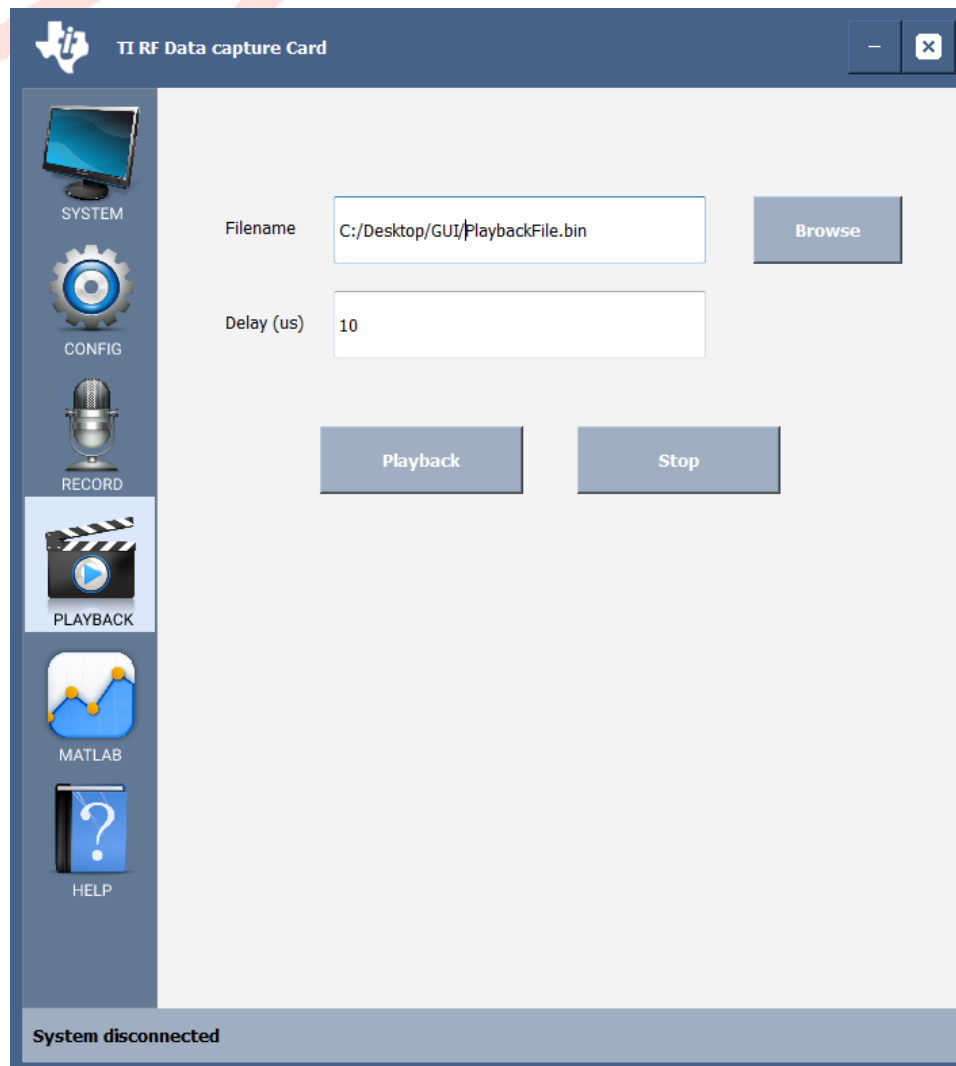 TI RF Data capture Card
SYSTEM
CONFIG
RECORD
PLAYBACK
MATLAB
HELP
Filename
C:/Desktop/GUI/PlaybackFile.bin
Browse
Delay (us)
10
Playback
Stop
System disconnected